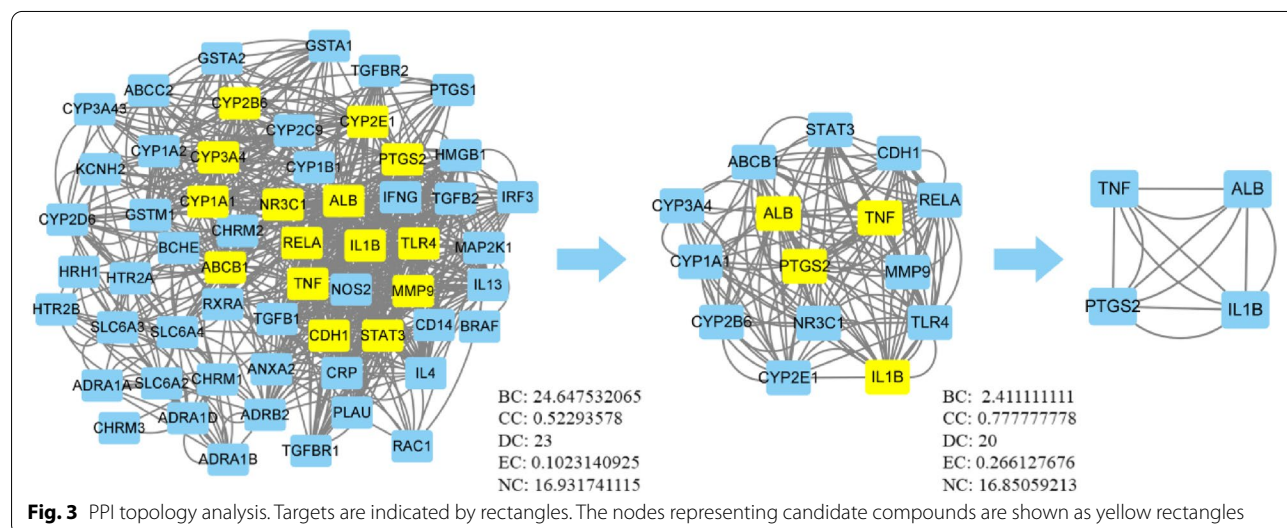 GSTA1
GSTA2
TGFBR2
ABCC2
PTGS1
CYP2B6
CYP3A43
CYP2E1
CYP2C9
CYP1A2
CYP3A4
PTGS2
HMGB1
KCNH2
CYP1B1
CYP1A1
NR3C1
ALB
IFNG
TGFB2
IRF3
CYP2D6
GSTM1
CHRM2
BCHE
RELA
IL1B
TLR4
MAP2K1
HRH1
HTR2A
ABCB1
TNF
NOS2
MMP9
IL13
HTR2B
RXRA
SLC6A3
SLC6A4
TGFB1
CD14
BRAF
CDH1
STAT3
ADRA1A
SLC6A2
CHRM1
ANXA2
CRP
IL4
CHRM3
ADRA1D
ADRB2
PLAU
ADRA1B
TGFBR1
RAC1
BC: 24.647532065
CC: 0.52293578
DC: 23
EC: 0.1023140925
NC: 16.931741115
STAT3
ABCB1
CDH1
CYP3A4
ALB
TNF
RELA
CYP1A1
PTGS2
MMP9
CYP2B6
NR3C1
TLR4
CYP2E1
IL1B
BC: 2.411111111
CC: 0.777777778
DC: 20
EC: 0.266127676
NC: 16.85059213
TNF
ALB
PTGS2
IL1B
Fig. 3 PPI topology analysis. Targets are indicated by rectangles. The nodes representing candidate compounds are shown as yellow rectangles